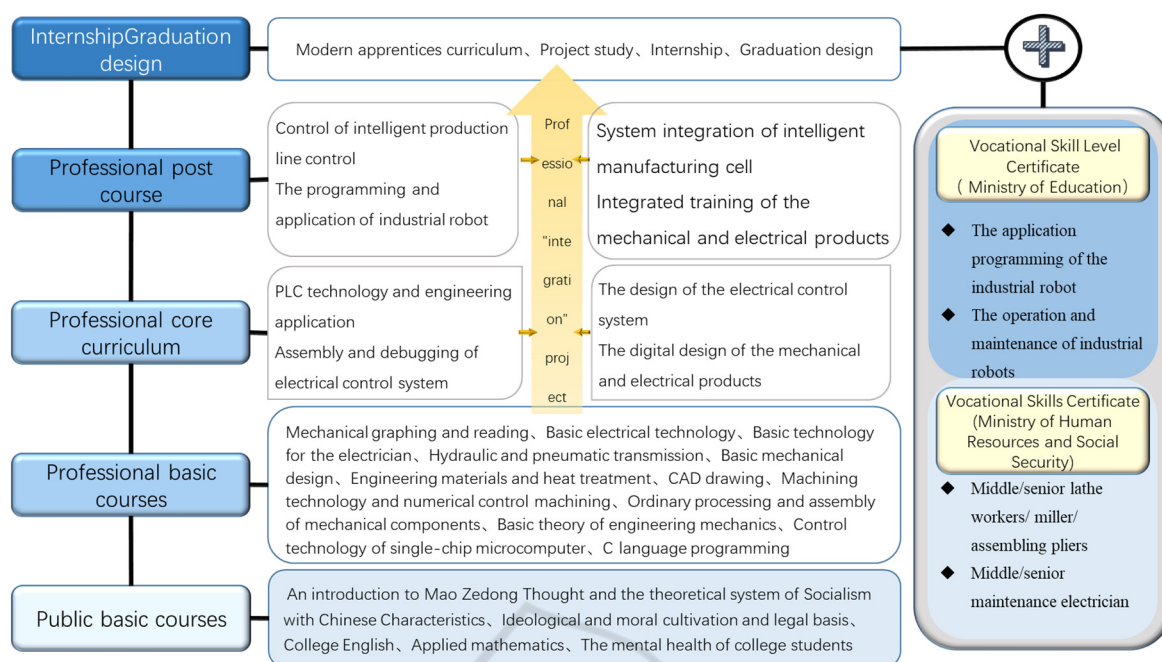 InternshipGraduation
design
Modern apprentices curriculum、Project study、Internship、Graduation design
Professional post
course
Control of intelligent production
line control
The programming and
application of industrial robot
Prof
essio
nal
"inte
grati
on"
proj
ect
System integration of intelligent
manufacturing cell
Integrated training of the
mechanical and electrical products
Professional core
curriculum
PLC technology and engineering
application
Assembly and debugging of
electrical control system
The design of the electrical control
system
The digital design of the mechanical
and electrical products
Professional basic
courses
Mechanical graphing and reading、Basic electrical technology、Basic technology
for the electrician、Hydraulic and pneumatic transmission、Basic mechanical
design、Engineering materials and heat treatment、CAD drawing、Machining
technology and numerical control machining、Ordinary processing and assembly
of mechanical components、Basic theory of engineering mechanics、Control
technology of single-chip microcomputer、C language programming
Public basic courses
An introduction to Mao Zedong Thought and the theoretical system of Socialism
with Chinese Characteristics、Ideological and moral cultivation and legal basis、
College English、Applied mathematics、The mental health of college students
Vocational Skill Level
Certificate
( Ministry of Education)
◆ The application
programming of the
industrial robot
◆ The operation and
maintenance of industrial
robots
Vocational Skills Certificate
(Ministry of Human
Resources and Social
Security)
◆ Middle/senior lathe
workers/ miller/
assembling pliers
◆ Middle/senior
maintenance electrician